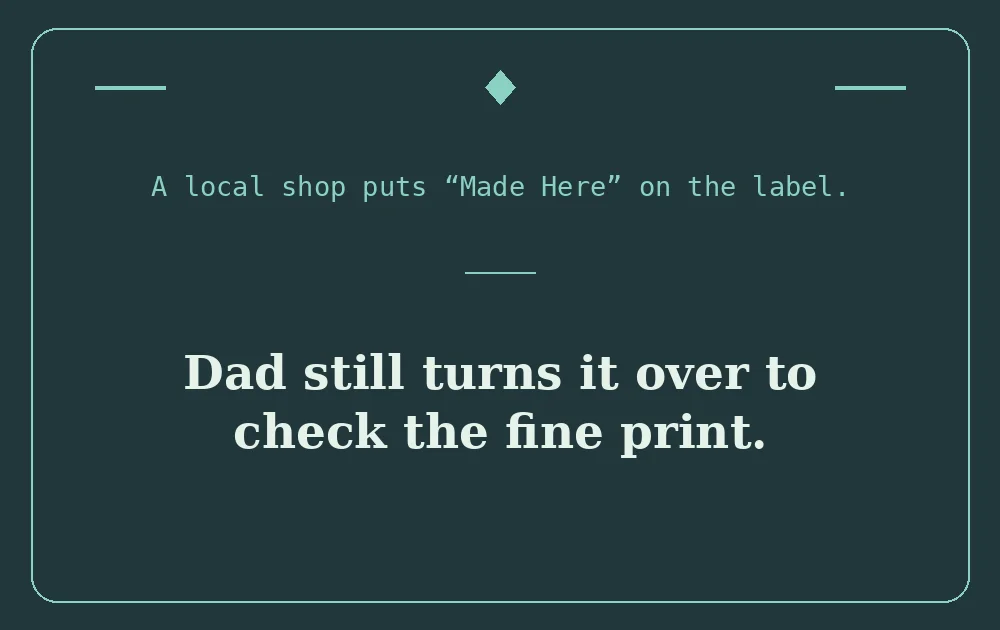 A local shop puts “Made Here” on the label.
Dad still turns it over to
check the fine print.